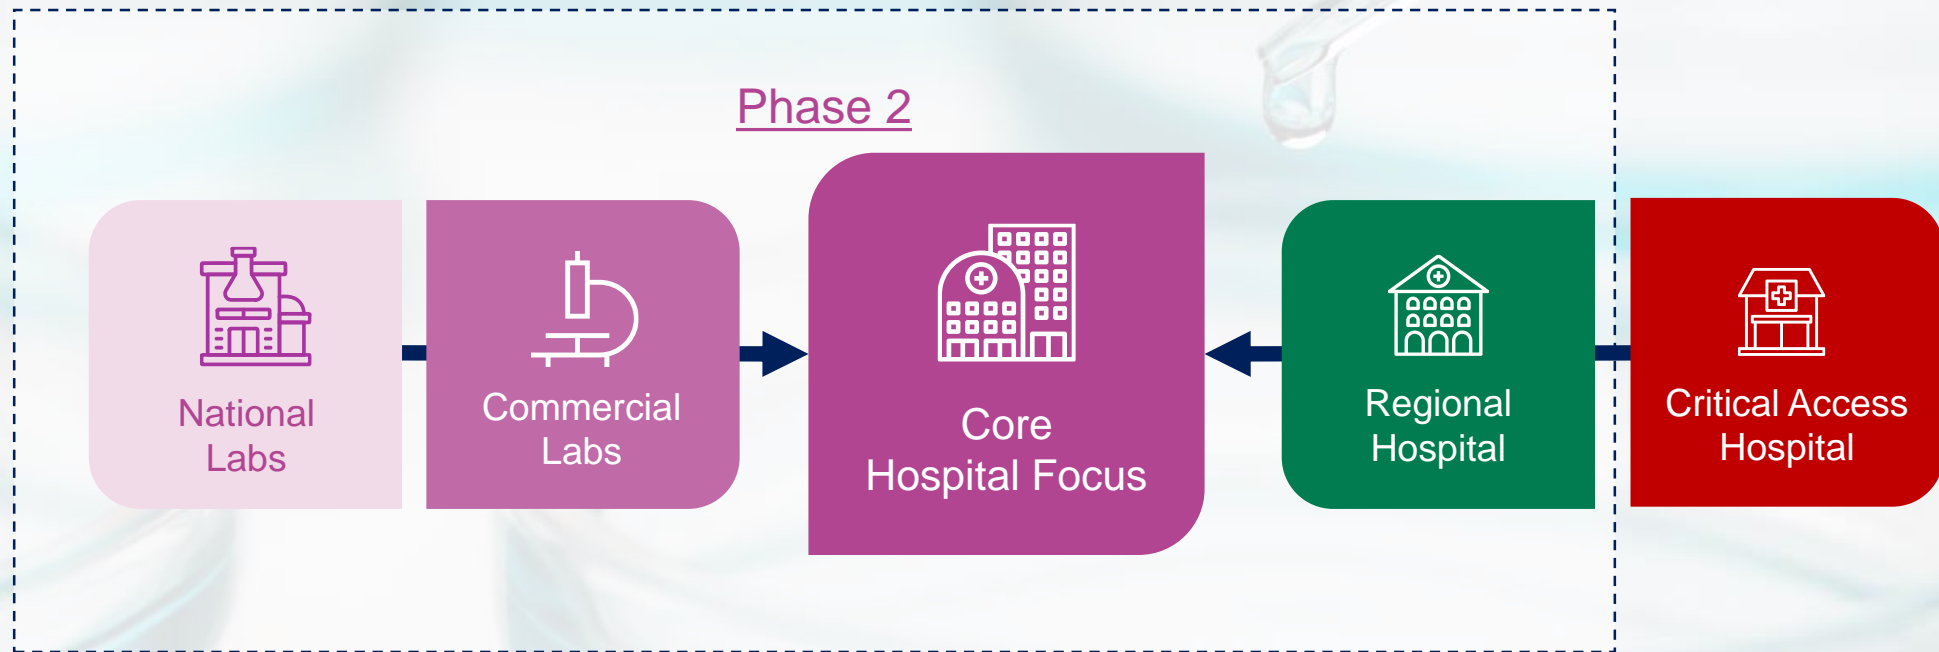 Phase 2
National
Labs
Commercial
Labs
Core
Hospital Focus
Regional
Hospital
Critical Access
Hospital